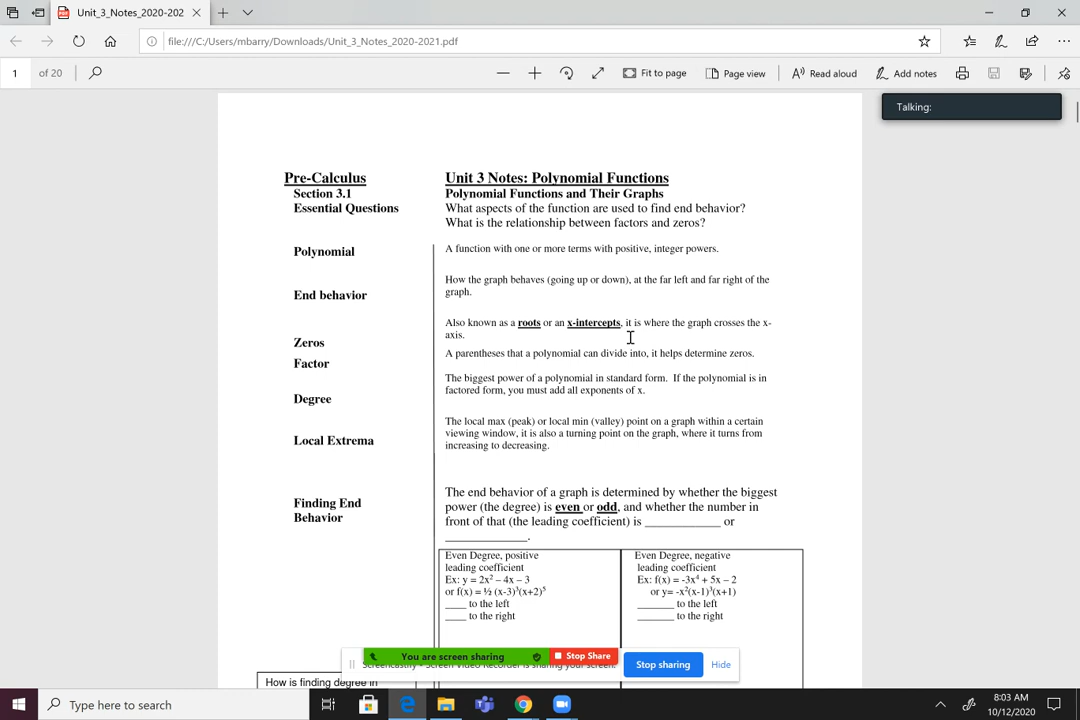 Unit_3_Notes_2020-202
file:///C:/Users/mbarry/Downloads/Unit_3_Notes_2020-2021.pdf
1 of 20
Fit to page
Page view
Read aloud
Add notes
Talking:
Pre-Calculus
Unit 3 Notes: Polynomial Functions
Section 3.1
Polynomial Functions and Their Graphs
Essential Questions
What aspects of the function are used to find end behavior?
What is the relationship between factors and zeros?
Polynomial
A function with one or more terms with positive, integer powers.
End behavior
How the graph behaves (going up or down), at the far left and far right of the
graph.
Zeros
Also known as a roots or an x-intercepts, it is where the graph crosses the x-
axis.
Factor
A parentheses that a polynomial can divide into, it helps determine zeros.
Degree
The biggest power of a polynomial in standard form. If the polynomial is in
factored form, you must add all exponents of x.
Local Extrema
The local max (peak) or local min (valley) point on a graph within a certain
viewing window, it is also a turning point on the graph, where it turns from
increasing to decreasing.
Finding End
Behavior
The end behavior of a graph is determined by whether the biggest
power (the degree) is even or odd, and whether the number in
front of that (the leading coefficient) is ____________ or
_____________.
Even Degree, positive
leading coefficient
Ex: y = 2x² – 4x – 3
or f(x) = ½ (x-3)³(x+2)⁵
____ to the left
____ to the right
Even Degree, negative
leading coefficient
Ex: f(x) = -3x⁴ + 5x – 2
or y= -x²(x-1)³(x+1)
_______ to the left
_______ to the right
How is finding degree in
You are screen sharing
Stop Share
Screencastify - Screen Video Recorder is sharing your screen.
Stop sharing
Hide
Type here to search
8:03 AM
10/12/2020